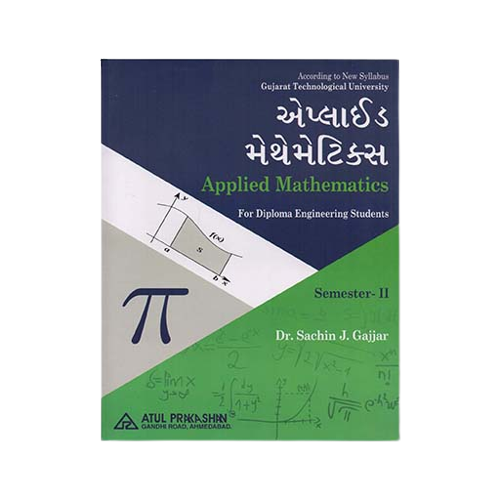 According to New Syllabus
Gujarat Technological University
એપ્લાઈડ
મેથેમેટિક્સ
Applied Mathematics
For Diploma Engineering Students
y
f(x)
S
a
b
x
π
Semester- II
Dr. Sachin J. Gajjar
ATUL PRAKASHAN
GANDHI ROAD, AHMEDABAD.